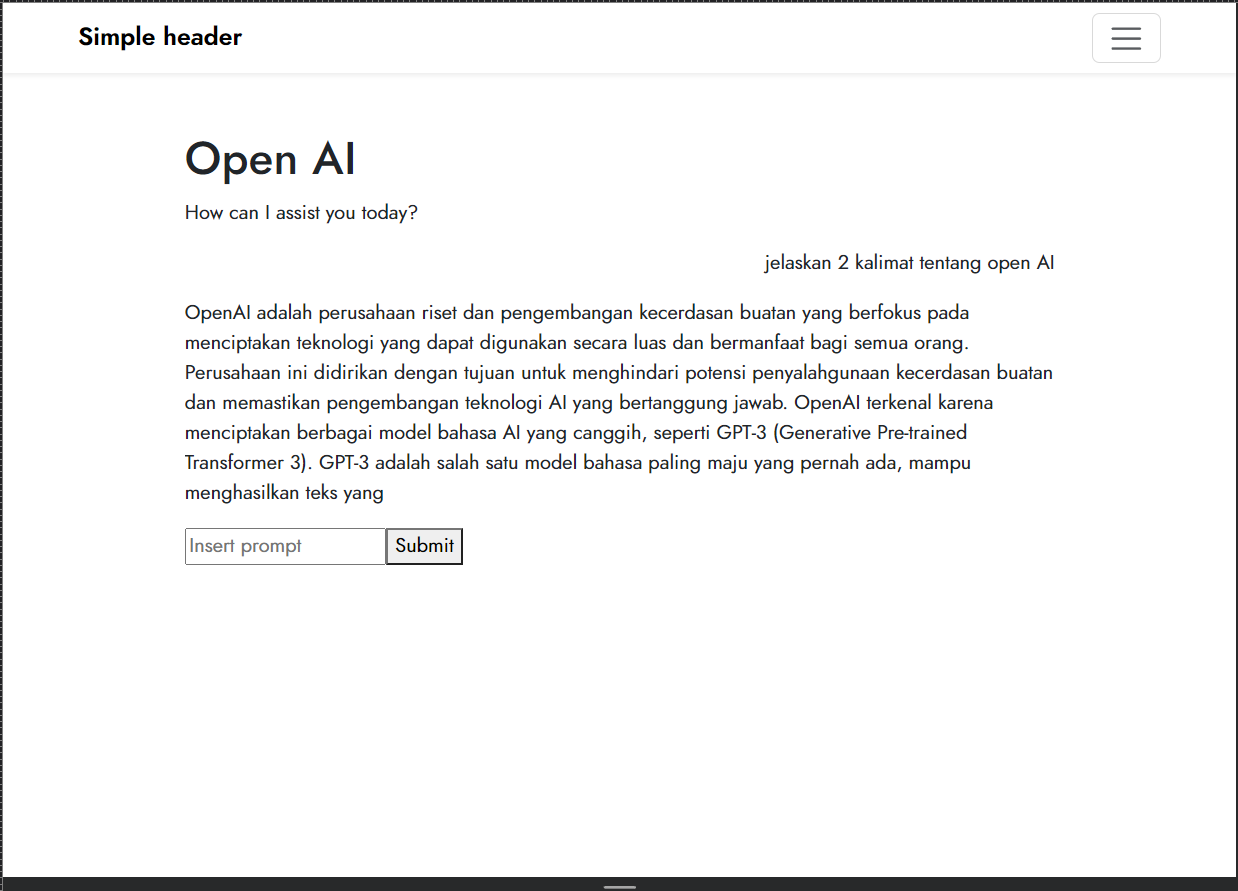 Simple header
Open AI
How can I assist you today?
jelaskan 2 kalimat tentang open AI
OpenAI adalah perusahaan riset dan pengembangan kecerdasan buatan yang berfokus pada
menciptakan teknologi yang dapat digunakan secara luas dan bermanfaat bagi semua orang.
Perusahaan ini didirikan dengan tujuan untuk menghindari potensi penyalahgunaan kecerdasan buatan
dan memastikan pengembangan teknologi AI yang bertanggung jawab. OpenAI terkenal karena
menciptakan berbagai model bahasa AI yang canggih, seperti GPT-3 (Generative Pre-trained
Transformer 3). GPT-3 adalah salah satu model bahasa paling maju yang pernah ada, mampu
menghasilkan teks yang
Insert prompt Submit